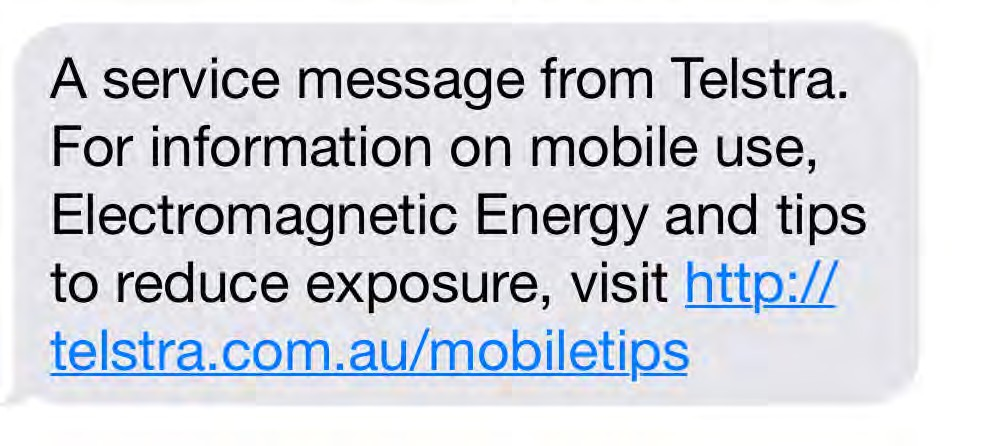 A service message from Telstra.
For information on mobile use,
Electromagnetic Energy and tips
to reduce exposure, visit http://
telstra.com.au/mobiletips